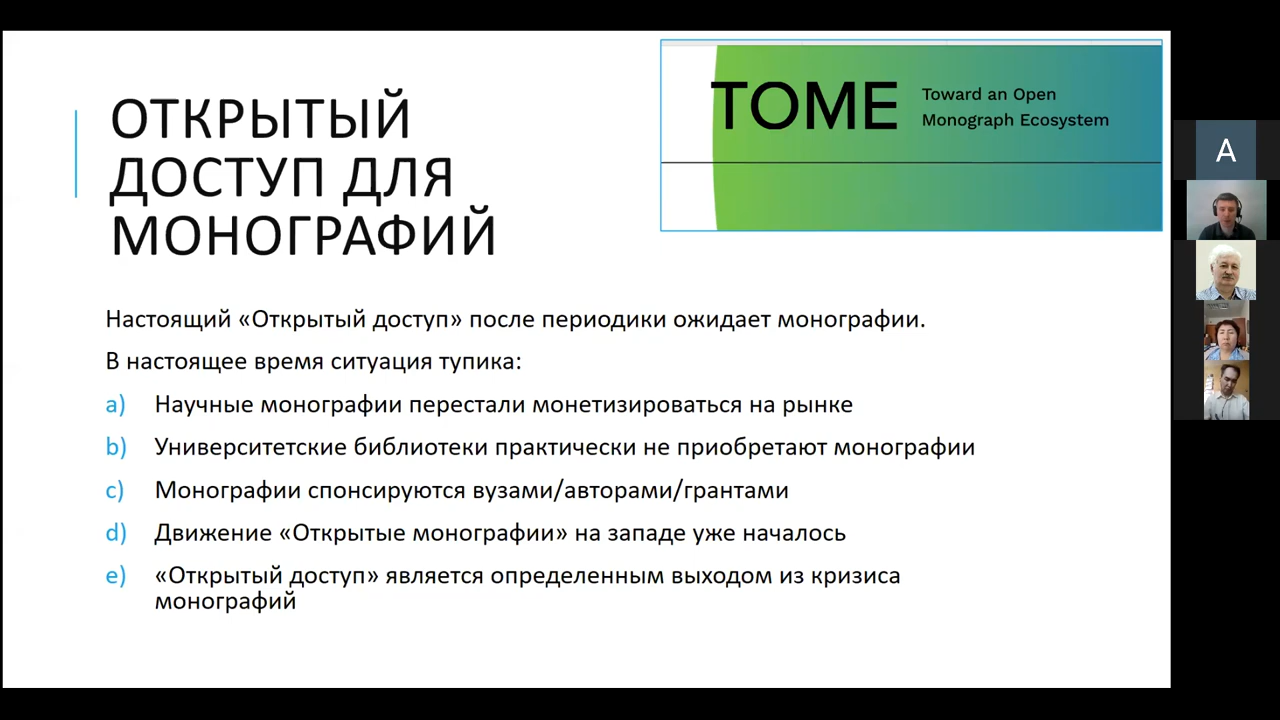 ОТКРЫТЫЙ
ДОСТУП ДЛЯ
МОНОГРАФИЙ
TOME
Toward an Open
Monograph Ecosystem
Настоящий «Открытый доступ» после периодики ожидает монографии.
В настоящее время ситуация тупика:
a) Научные монографии перестали монетизироваться на рынке
b) Университетские библиотеки практически не приобретают монографии
c) Монографии спонсируются вузами/авторами/грантами
d) Движение «Открытые монографии» на западе уже началось
e) «Открытый доступ» является определенным выходом из кризиса
монографий
A